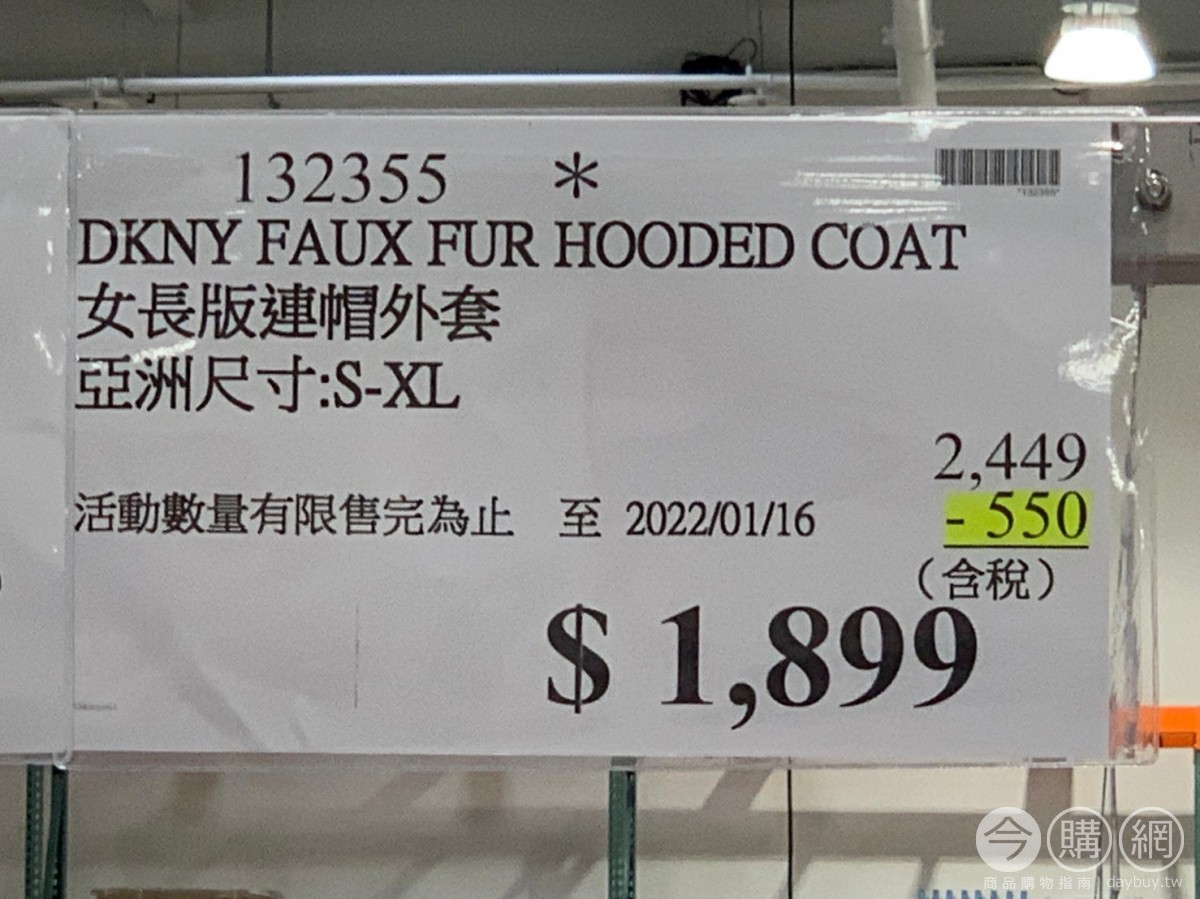 132355 *
*132355*
DKNY FAUX FUR HOODED COAT
女長版連帽外套
亞洲尺寸:S-XL
2,449
活動數量有限售完為止 至 2022/01/16 - 550
(含稅)
$ 1,899
今購網
商品購物指南 | daybuy.tw